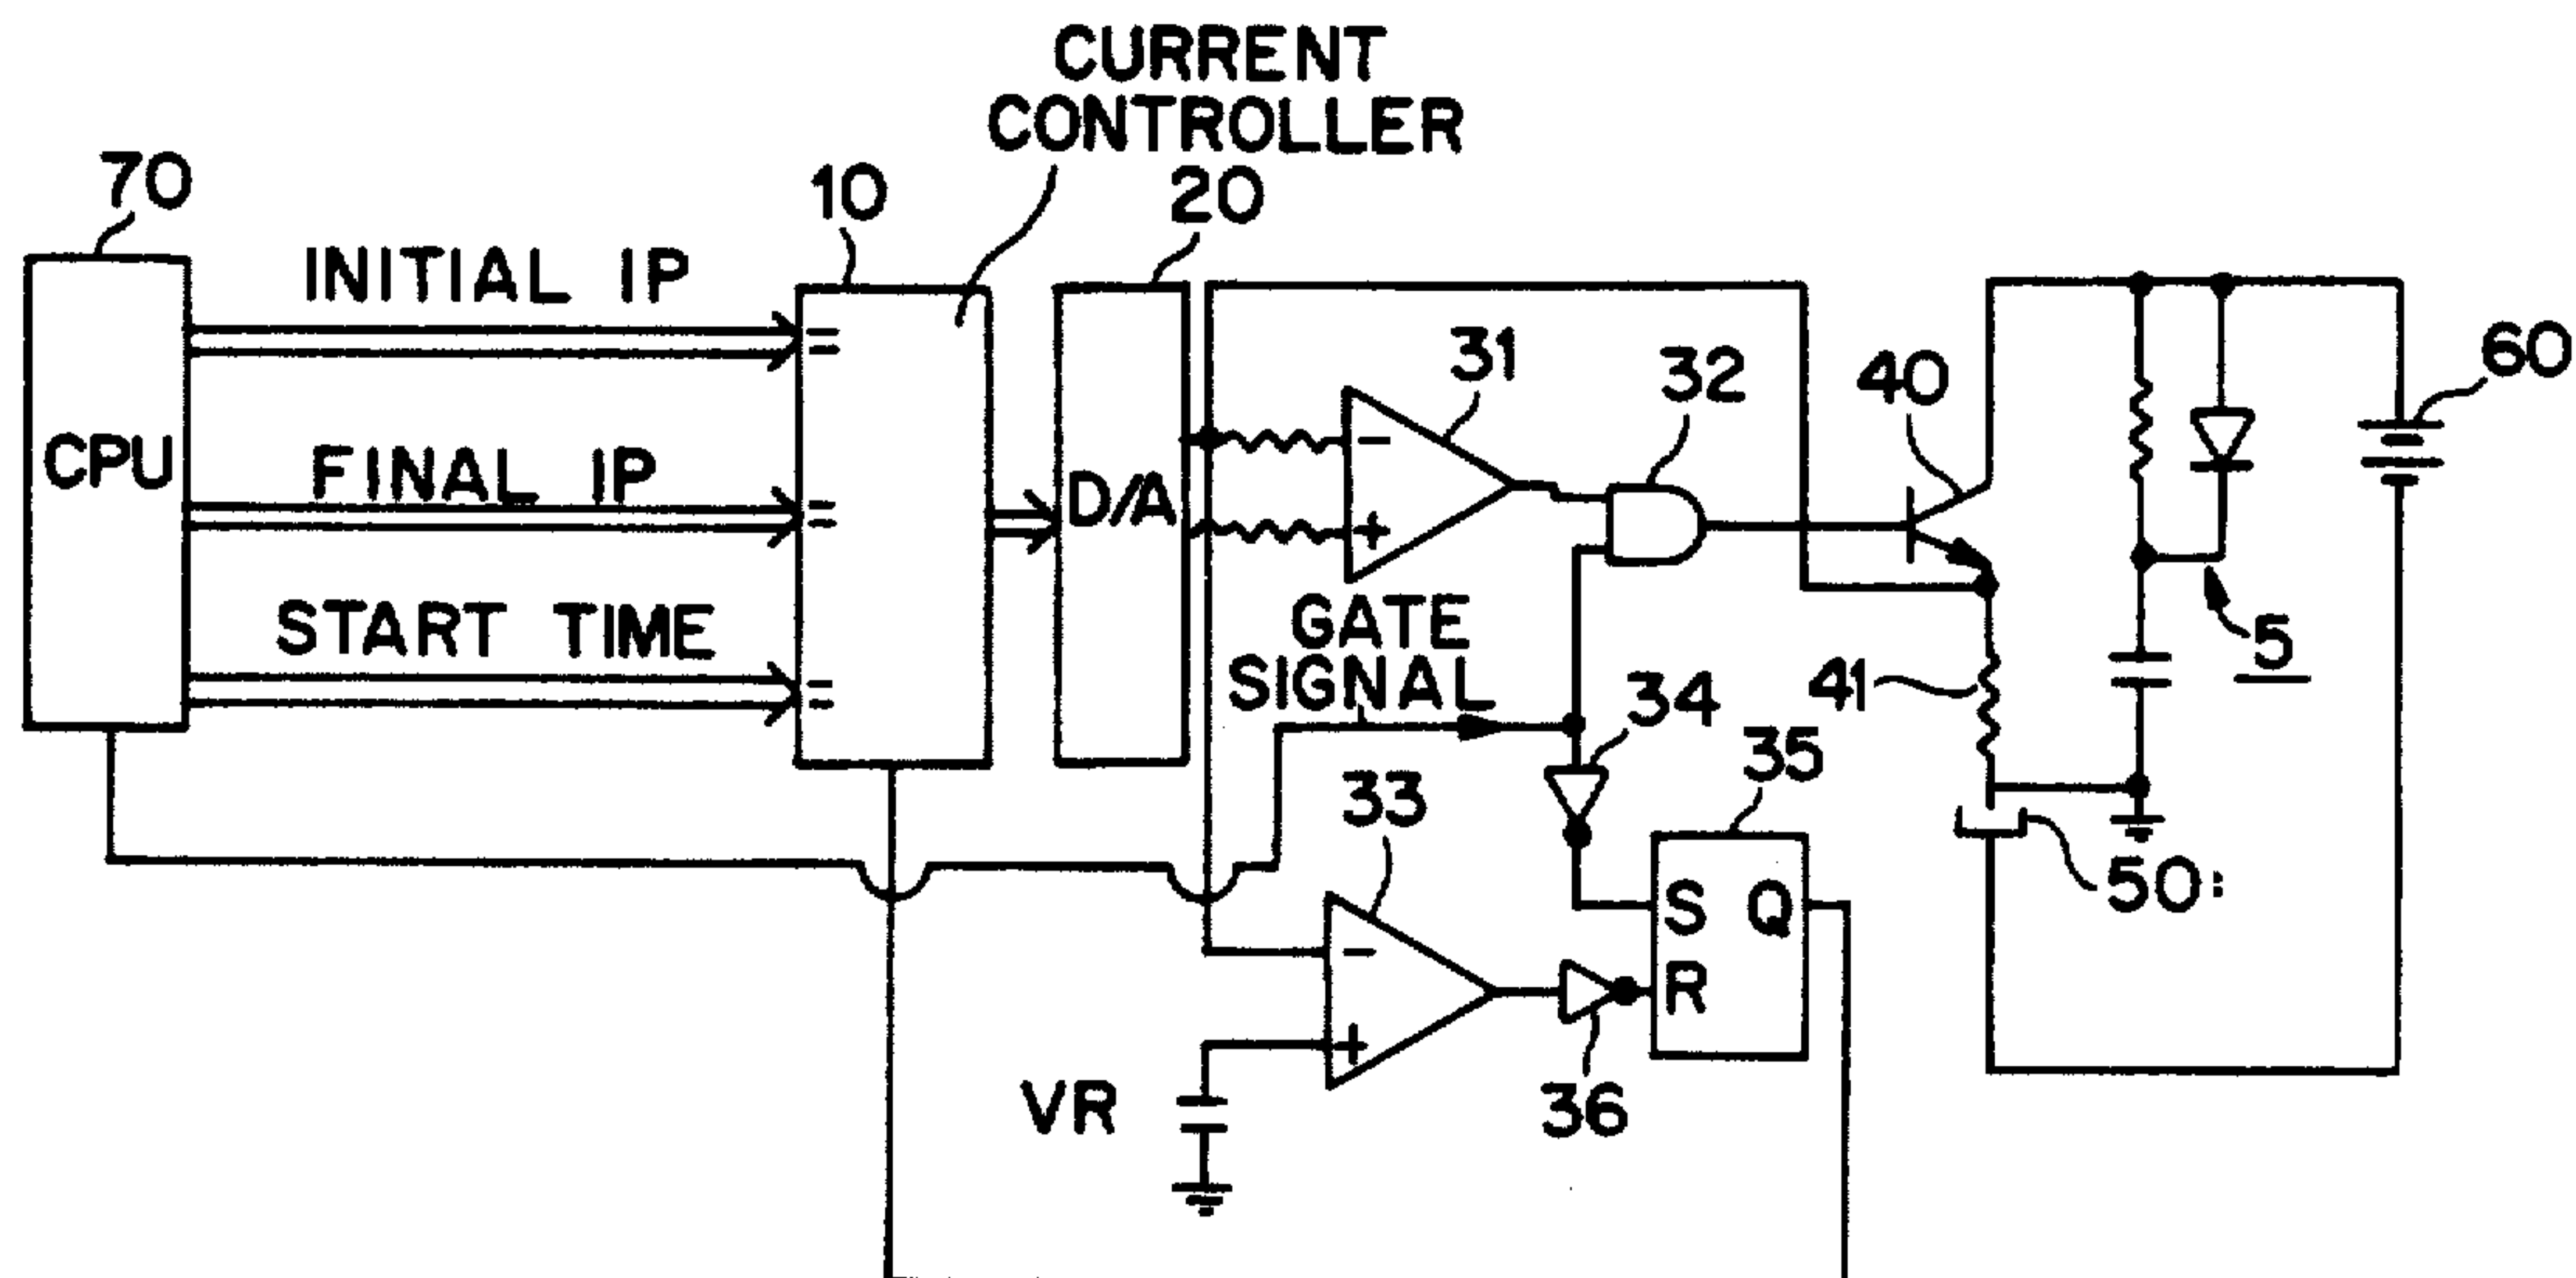 CURRENT
CONTROLLER
70
10
20
INITIAL IP
31
32
40
60
CPU
FINAL IP
D/A
-
+
START TIME
GATE
SIGNAL
34
41
5
35
33
50:
S Q
R
-
+
VR
36